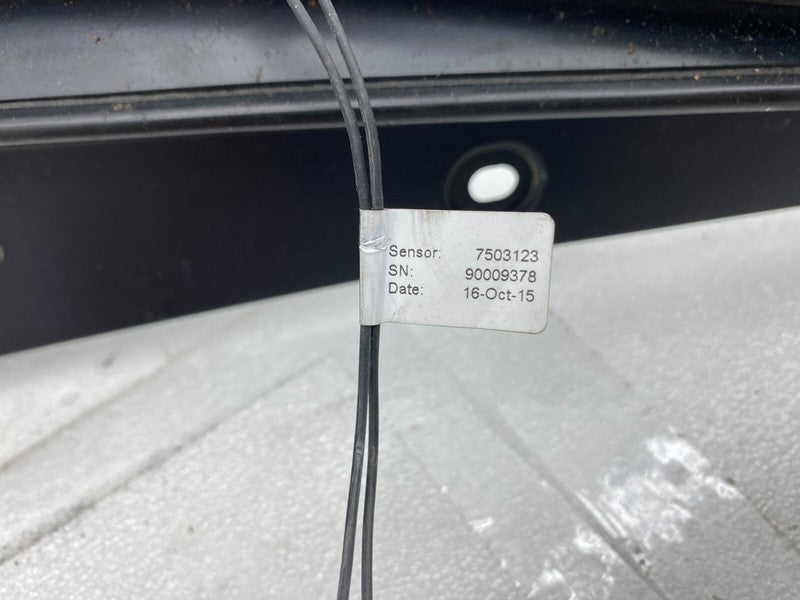 Sensor: 7503123
SN: 90009378
Date: 16-Oct-15